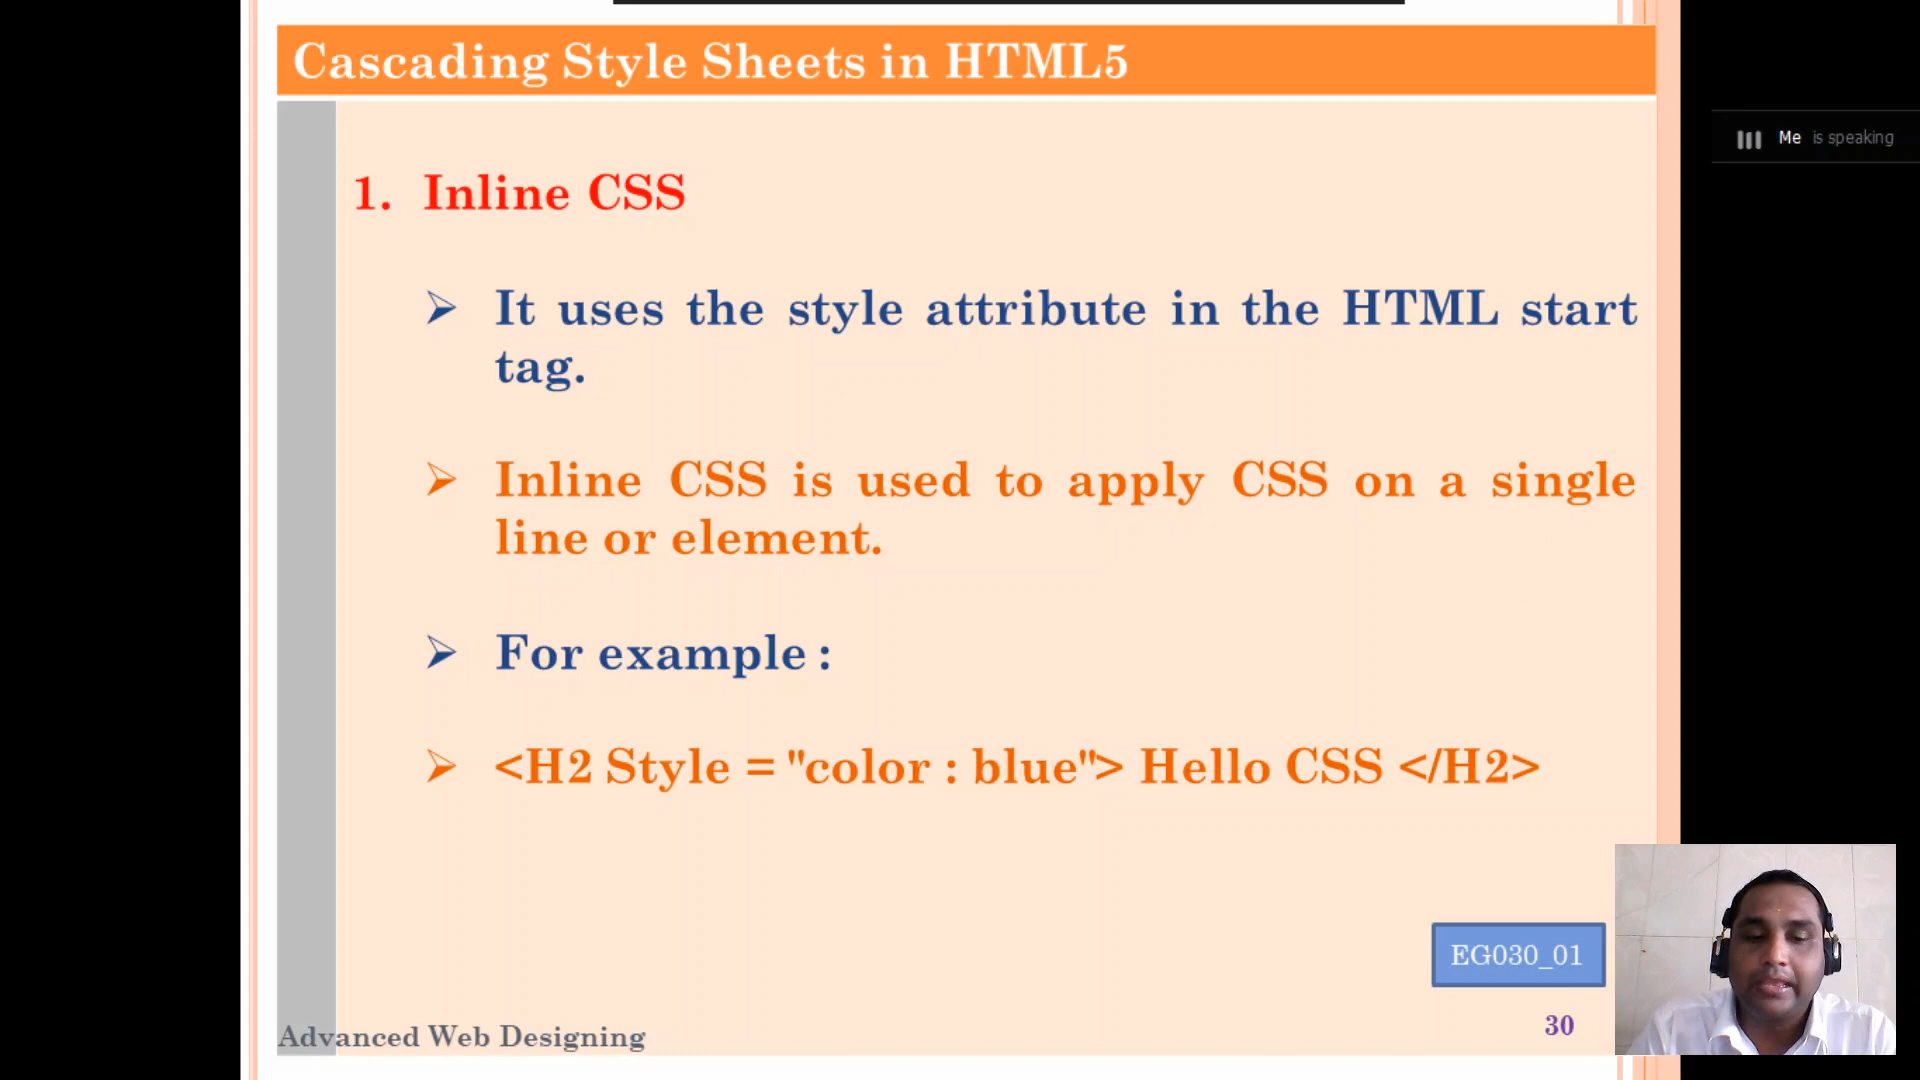 Cascading Style Sheets in HTML5
Me is speaking
1. Inline CSS
It uses the style attribute in the HTML start
tag.
Inline CSS is used to apply CSS on a single
line or element.
For example :
<H2 Style = "color : blue"> Hello CSS </H2>
EG030_01
Advanced Web Designing
30